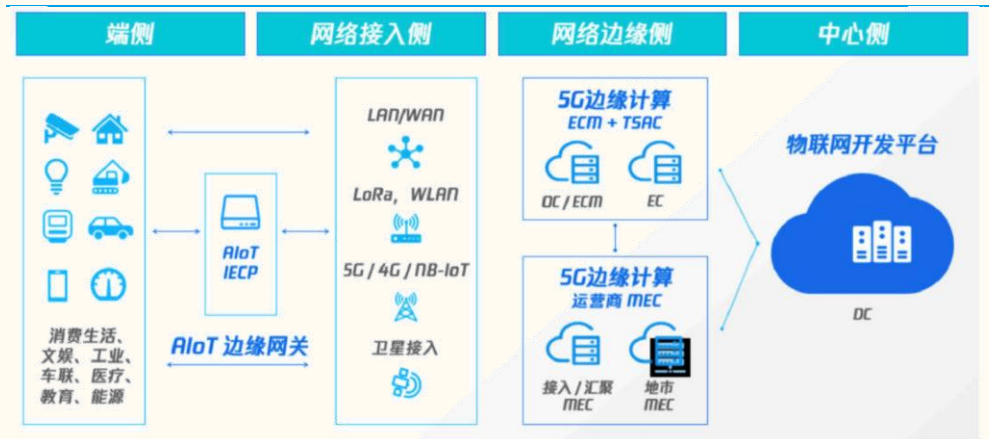 端侧
网络接入侧
网络边缘侧
中心侧
消费生活、
文娱、工业、
车联、医疗、
教育、能源
AIoT
IECP
AIoT 边缘网关
LAN/WAN
LoRa，WLAN
5G / 4G / NB-IoT
卫星接入
5G边缘计算
ECM + TSAC
DC / ECM
EC
5G边缘计算
运营商 MEC
接入 / 汇聚
MEC
地市
MEC
物联网开发平台
DC